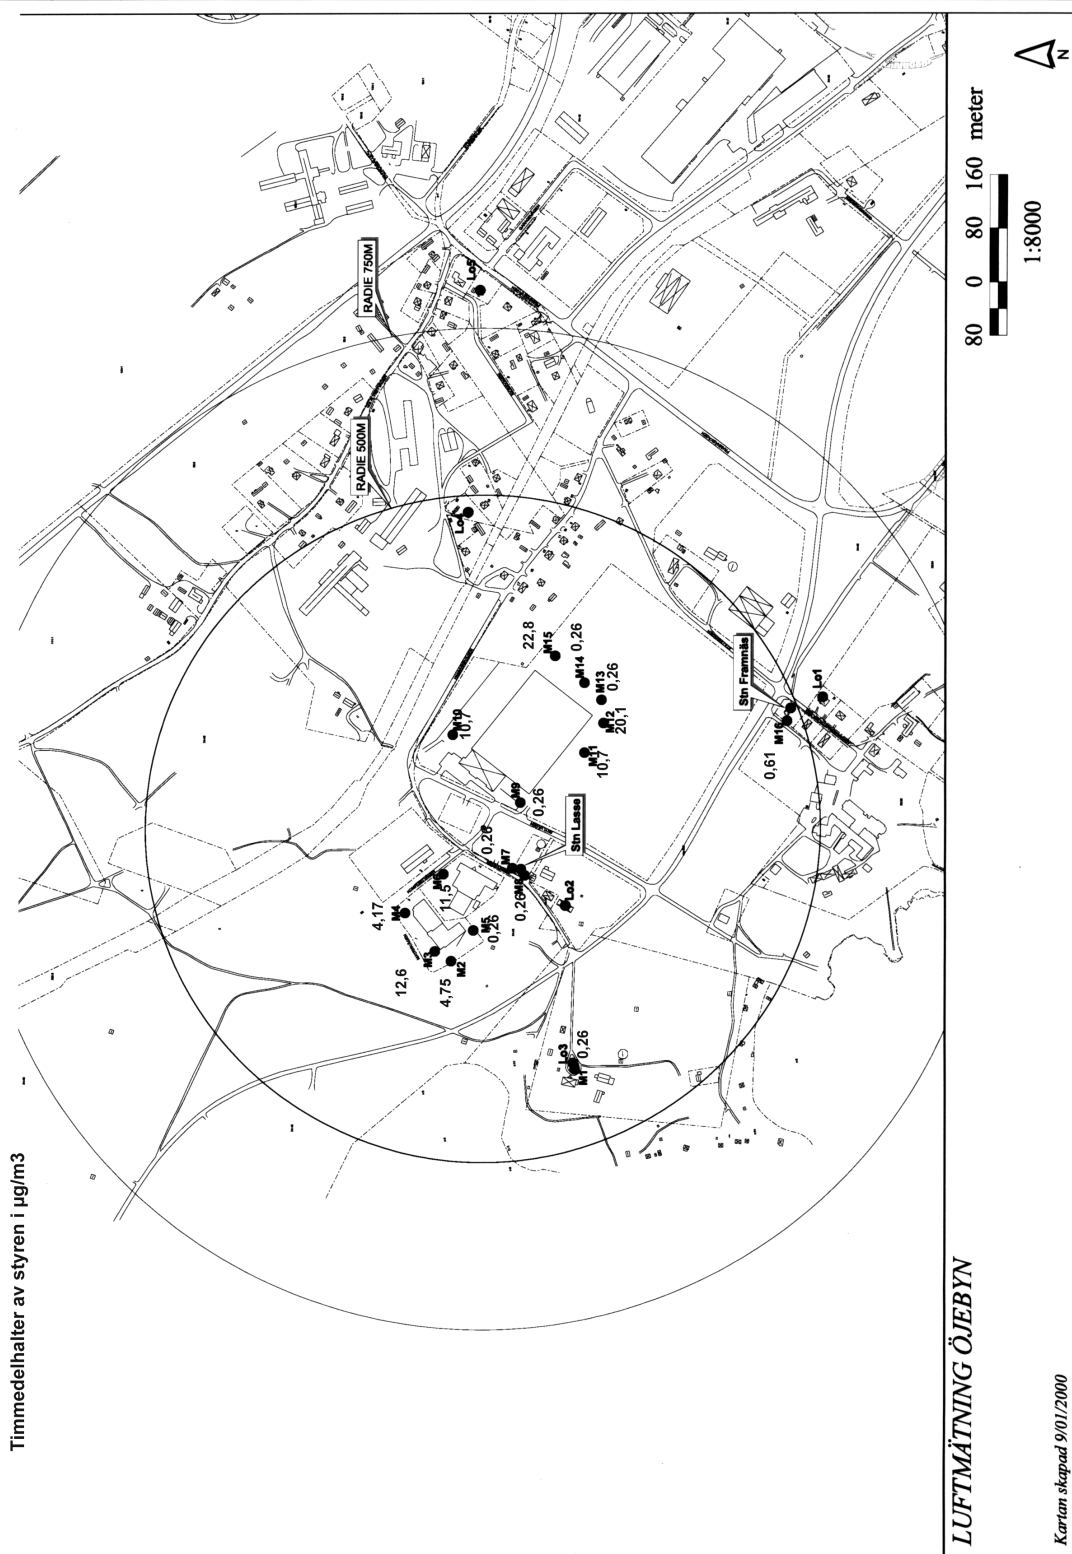 Timmedelhalter av styren i µg/m3
RADIE 750M
RADIE 500M
Lo5
Lo4
22,8
M15
0,26
M14
M13
0,26
M12
20,1
M11
10,7
M10
10,7
M9
0,26
Stn Framnäs
Lo1
M16
0,61
Stn Lasse
0,26
M7
M8
0,26
Lo2
M6
11,5
M4
4,17
M5
0,26
M3
12,6
M2
4,75
Lo3
0,26
M1
LUFTMÄTNING ÖJEBYN
80 0 80 160 meter
1:8000
N
Kartan skapad 9/01/2000